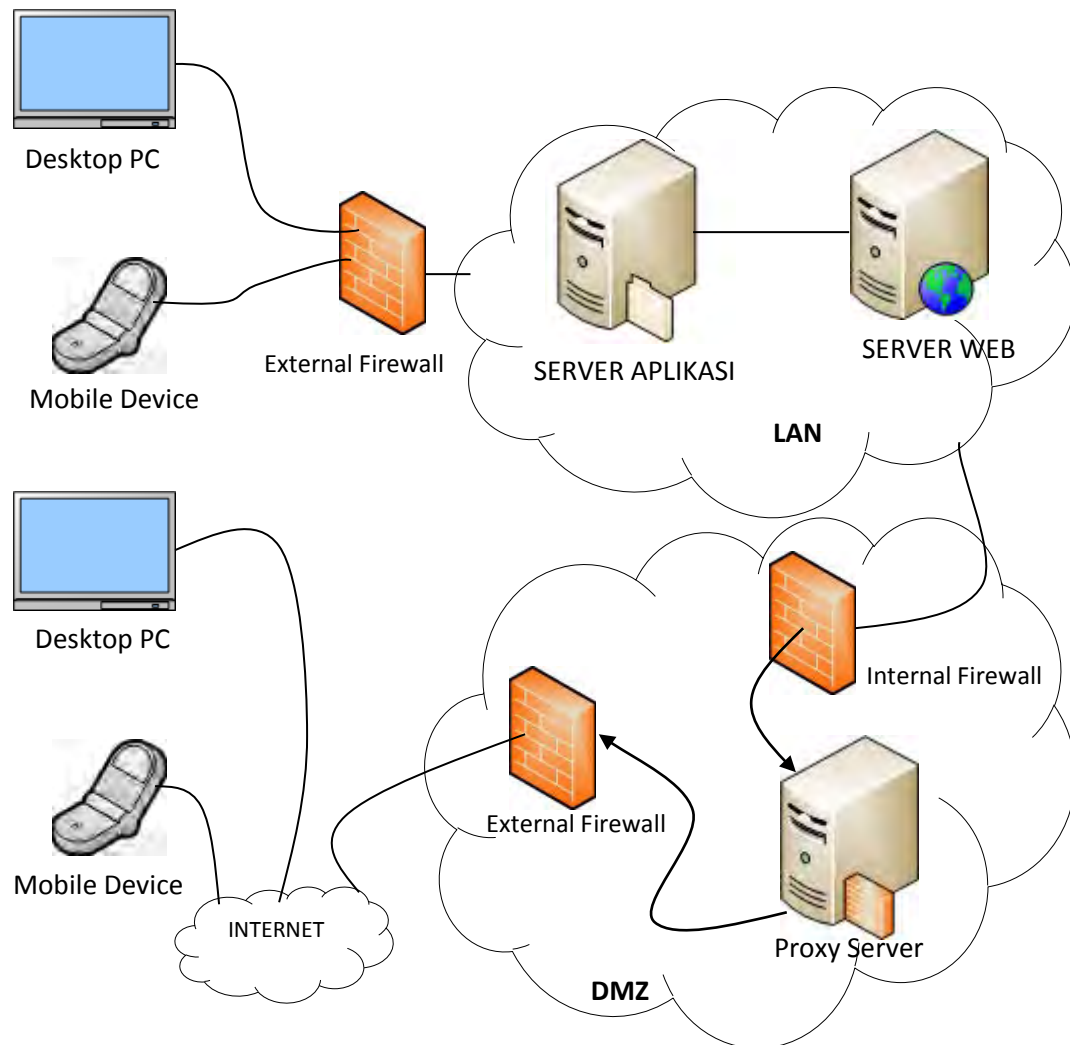 Desktop PC
External Firewall
SERVER APLIKASI
SERVER WEB
Mobile Device
LAN
Desktop PC
Internal Firewall
External Firewall
Mobile Device
INTERNET
Proxy Server
DMZ